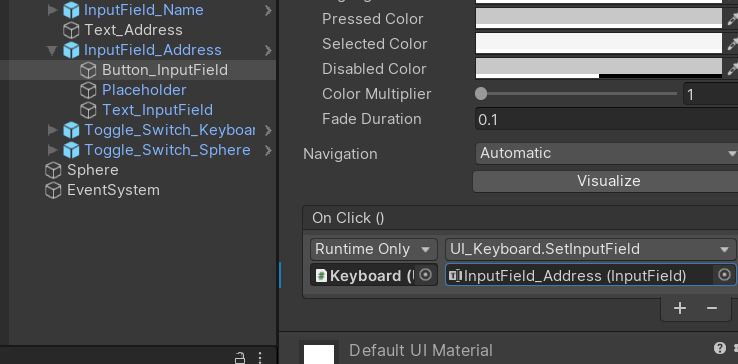 InputField_Name
Text_Address
InputField_Address
Button_InputField
Placeholder
Text_InputField
Toggle_Switch_Keyboar
Toggle_Switch_Sphere
Sphere
EventSystem
Pressed Color
Selected Color
Disabled Color
Color Multiplier 1
Fade Duration 0.1
Navigation Automatic
Visualize
On Click ()
Runtime Only UI_Keyboard.SetInputField
Keyboard ( InputField_Address (InputField)
Default UI Material